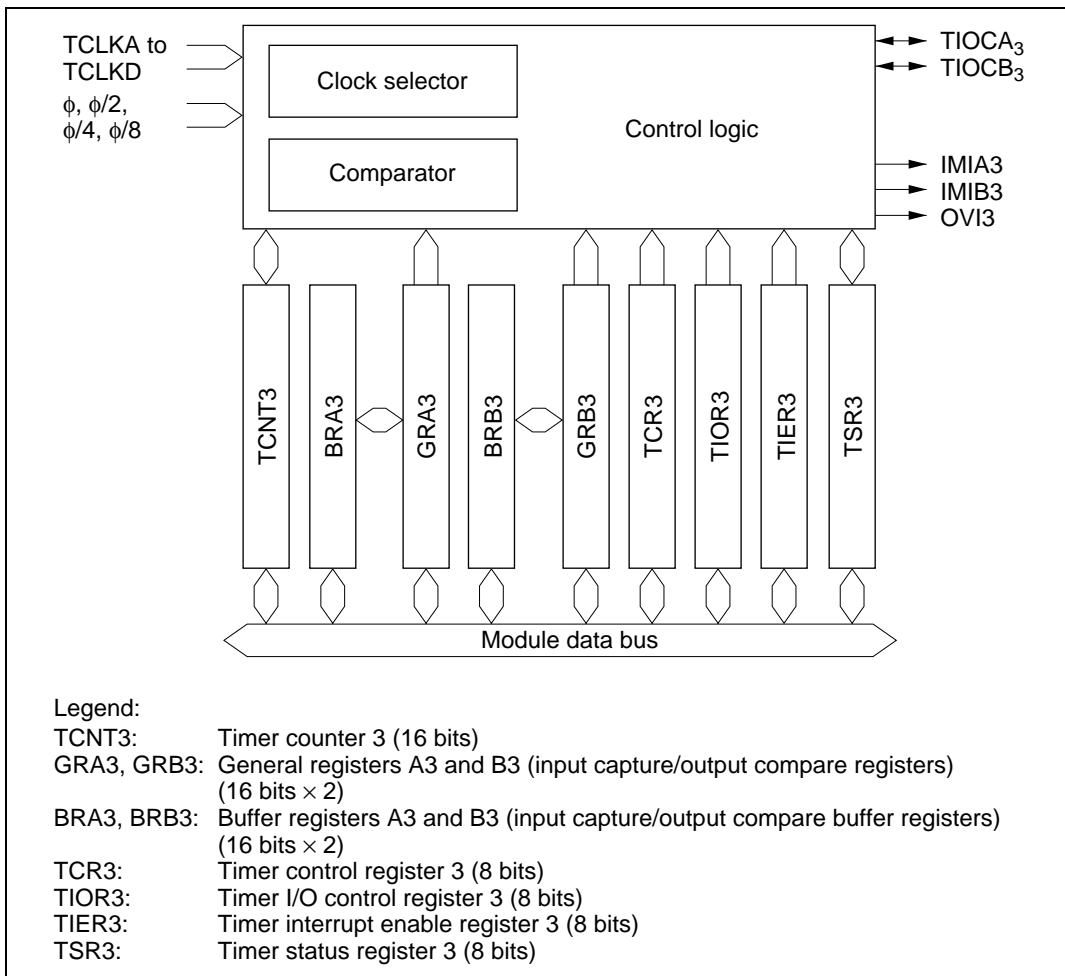 TCLKA to
TCLKD
ϕ, ϕ/2,
ϕ/4, ϕ/8
Clock selector
Comparator
Control logic
TIOCA3
TIOCB3
IMIA3
IMIB3
OVI3
TCNT3
BRA3
GRA3
BRB3
GRB3
TCR3
TIOR3
TIER3
TSR3
Module data bus
Legend:
TCNT3: Timer counter 3 (16 bits)
GRA3, GRB3: General registers A3 and B3 (input capture/output compare registers)
(16 bits × 2)
BRA3, BRB3: Buffer registers A3 and B3 (input capture/output compare buffer registers)
(16 bits × 2)
TCR3: Timer control register 3 (8 bits)
TIOR3: Timer I/O control register 3 (8 bits)
TIER3: Timer interrupt enable register 3 (8 bits)
TSR3: Timer status register 3 (8 bits)